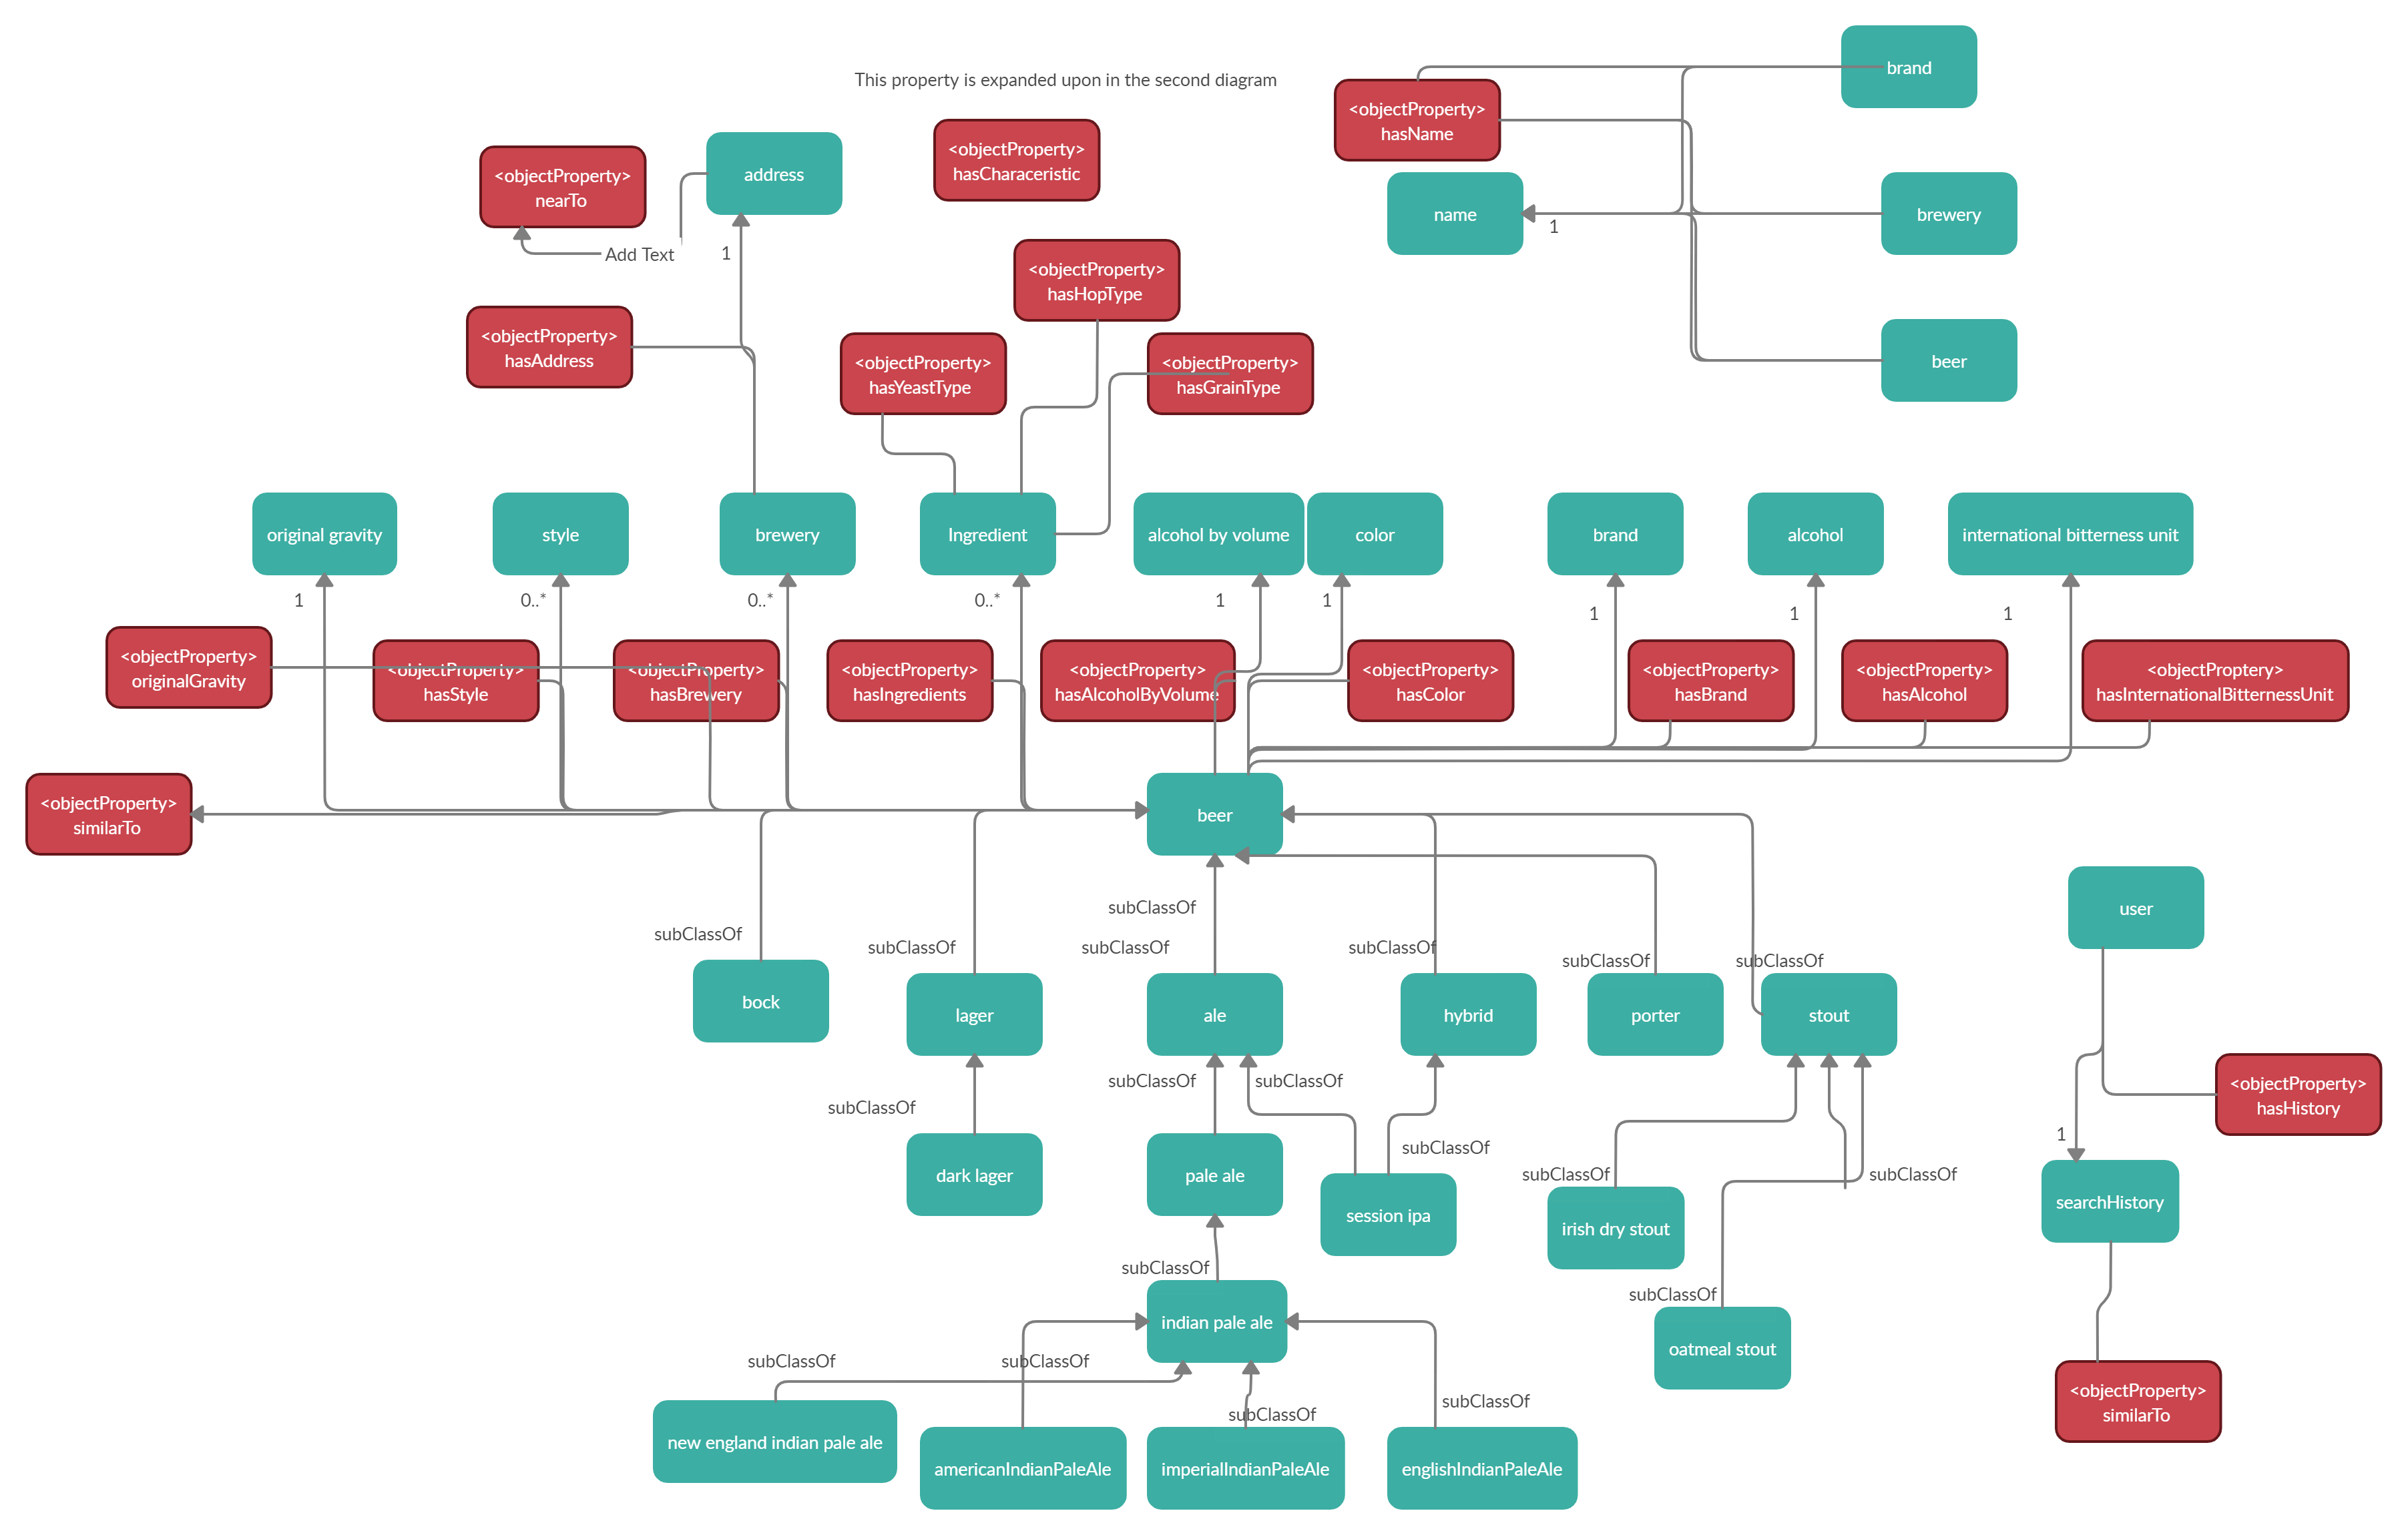 brand
This property is expanded upon in the second diagram
<objectProperty>
hasName
<objectProperty>
hasCharaceristic
<objectProperty>
nearTo
address
name
1
brewery
Add Text
1
<objectProperty>
hasHopType
<objectProperty>
hasAddress
<objectProperty>
hasYeastType
<objectProperty>
hasGrainType
beer
original gravity
style
brewery
Ingredient
alcohol by volume
color
brand
alcohol
international bitterness unit
1
0..*
0..*
0..*
1
1
1
1
1
<objectProperty>
originalGravity
<objectProperty>
hasStyle
<objectProperty>
hasBrewery
<objectProperty>
hasIngredients
<objectProperty>
hasAlcoholByVolume
<objectProperty>
hasColor
<objectProperty>
hasBrand
<objectProperty>
hasAlcohol
<objectProptery>
hasInternationalBitternessUnit
<objectProperty>
similarTo
beer
user
subClassOf
subClassOf
subClassOf
subClassOf
subClassOf
subClassOf
subClassOf
bock
lager
ale
hybrid
porter
stout
subClassOf
subClassOf
subClassOf
<objectProperty>
hasHistory
1
subClassOf
dark lager
pale ale
subClassOf
subClassOf
session ipa
irish dry stout
searchHistory
subClassOf
subClassOf
indian pale ale
oatmeal stout
subClassOf
subClassOf
<objectProperty>
similarTo
subClassOf
subClassOf
new england indian pale ale
americanIndianPaleAle
imperialIndianPaleAle
englishIndianPaleAle